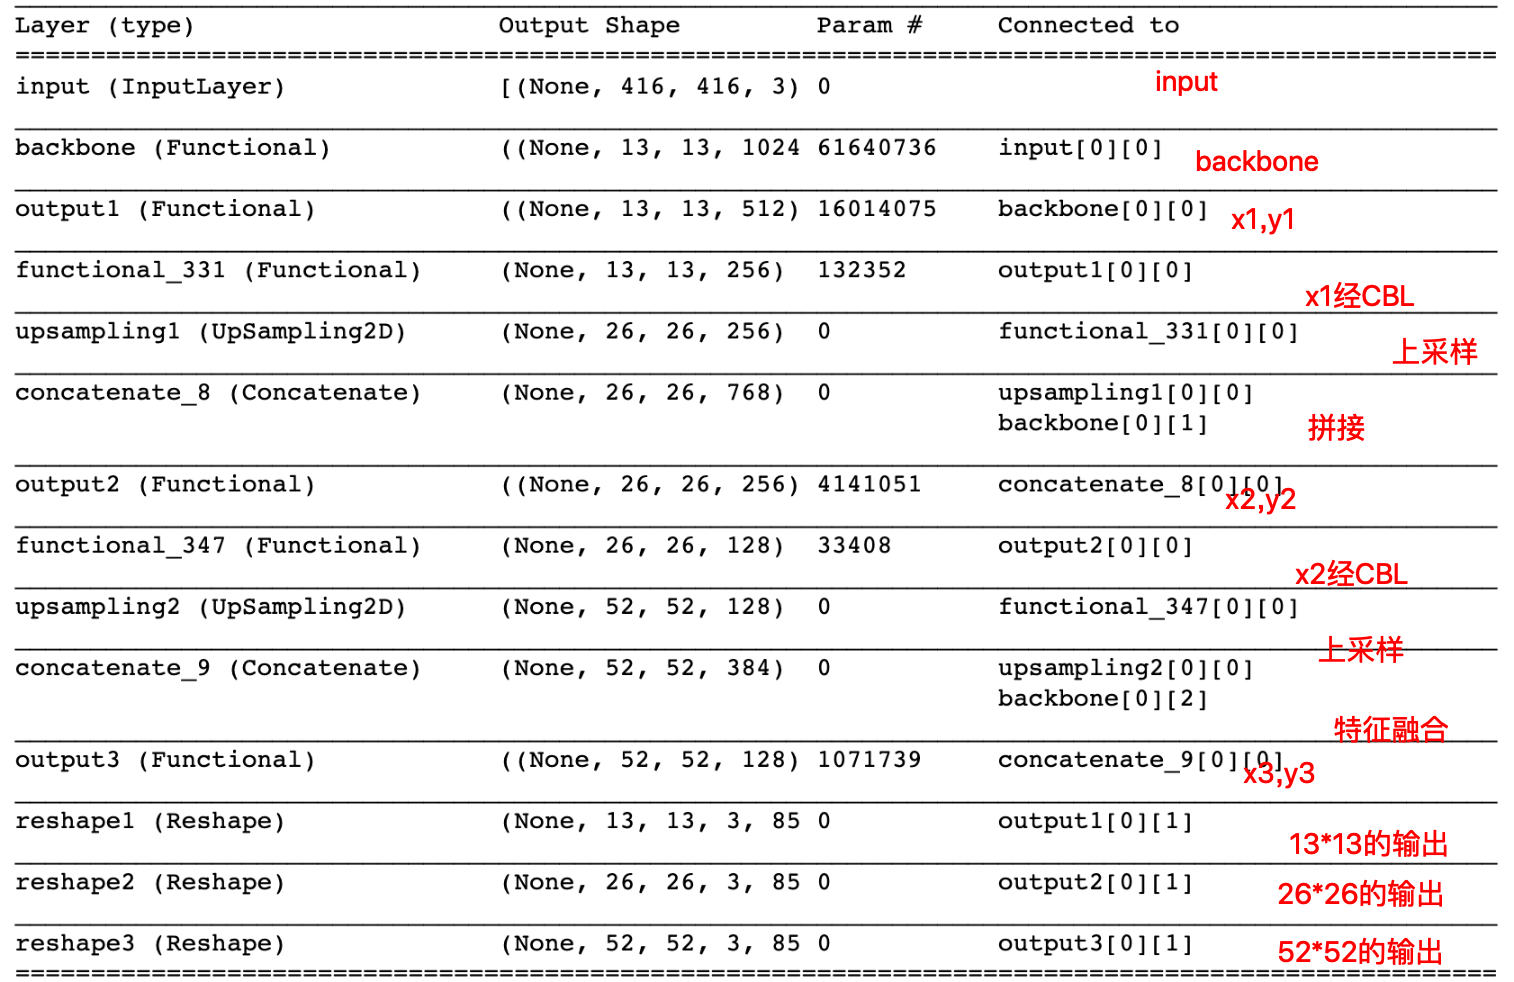 Layer (type) Output Shape Param # Connected to
==================================================================================================
input (InputLayer) [(None, 416, 416, 3) 0
input
backbone (Functional) ((None, 13, 13, 1024 61640736 input[0][0]
backbone
output1 (Functional) ((None, 13, 13, 512) 16014075 backbone[0][0]
x1,y1
functional_331 (Functional) (None, 13, 13, 256) 132352 output1[0][0]
x1经CBL
upsampling1 (UpSampling2D) (None, 26, 26, 256) 0 functional_331[0][0]
上采样
concatenate_8 (Concatenate) (None, 26, 26, 768) 0 upsampling1[0][0]
backbone[0][1]
拼接
output2 (Functional) ((None, 26, 26, 256) 4141051 concatenate_8[0][0]
x2,y2
functional_347 (Functional) (None, 26, 26, 128) 33408 output2[0][0]
x2经CBL
upsampling2 (UpSampling2D) (None, 52, 52, 128) 0 functional_347[0][0]
上采样
concatenate_9 (Concatenate) (None, 52, 52, 384) 0 upsampling2[0][0]
backbone[0][2]
特征融合
output3 (Functional) ((None, 52, 52, 128) 1071739 concatenate_9[0][0]
x3,y3
reshape1 (Reshape) (None, 13, 13, 3, 85 0 output1[0][1]
13*13的输出
reshape2 (Reshape) (None, 26, 26, 3, 85 0 output2[0][1]
26*26的输出
reshape3 (Reshape) (None, 52, 52, 3, 85 0 output3[0][1]
52*52的输出
==================================================================================================